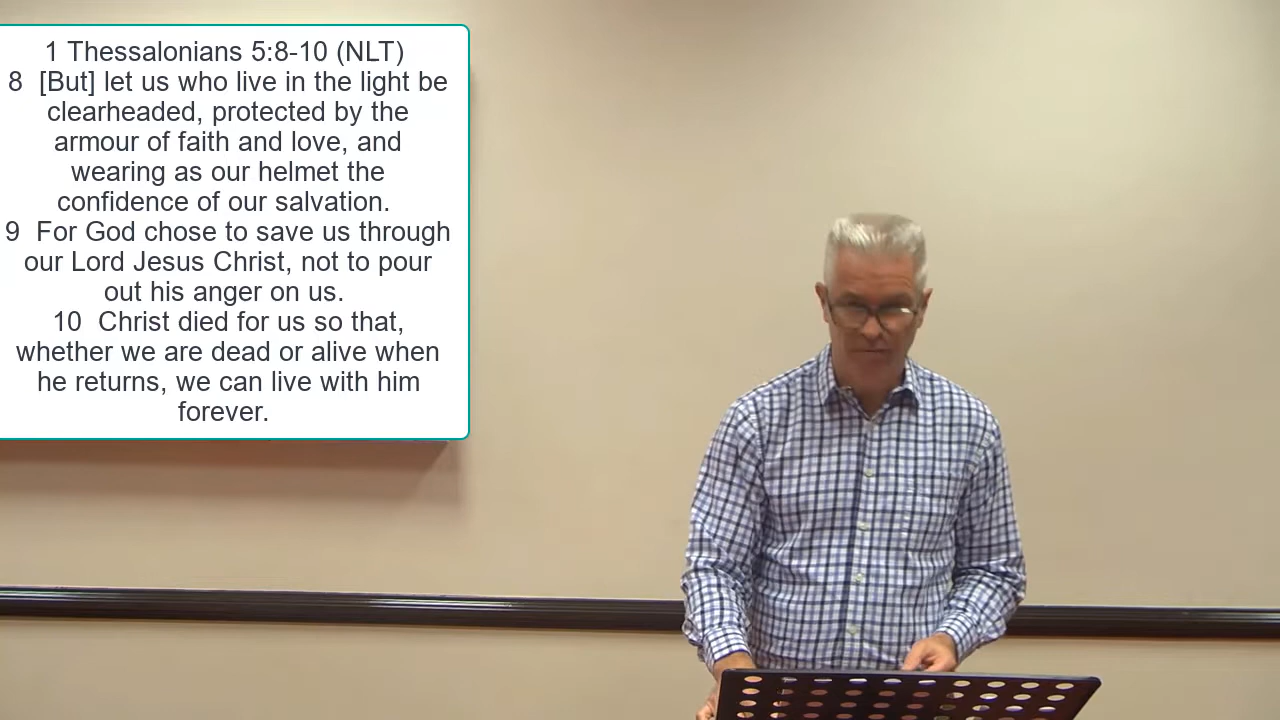 1 Thessalonians 5:8-10 (NLT)
8 [But] let us who live in the light be
clearheaded, protected by the
armour of faith and love, and
wearing as our helmet the
confidence of our salvation.
9 For God chose to save us through
our Lord Jesus Christ, not to pour
out his anger on us.
10 Christ died for us so that,
whether we are dead or alive when
he returns, we can live with him
forever.